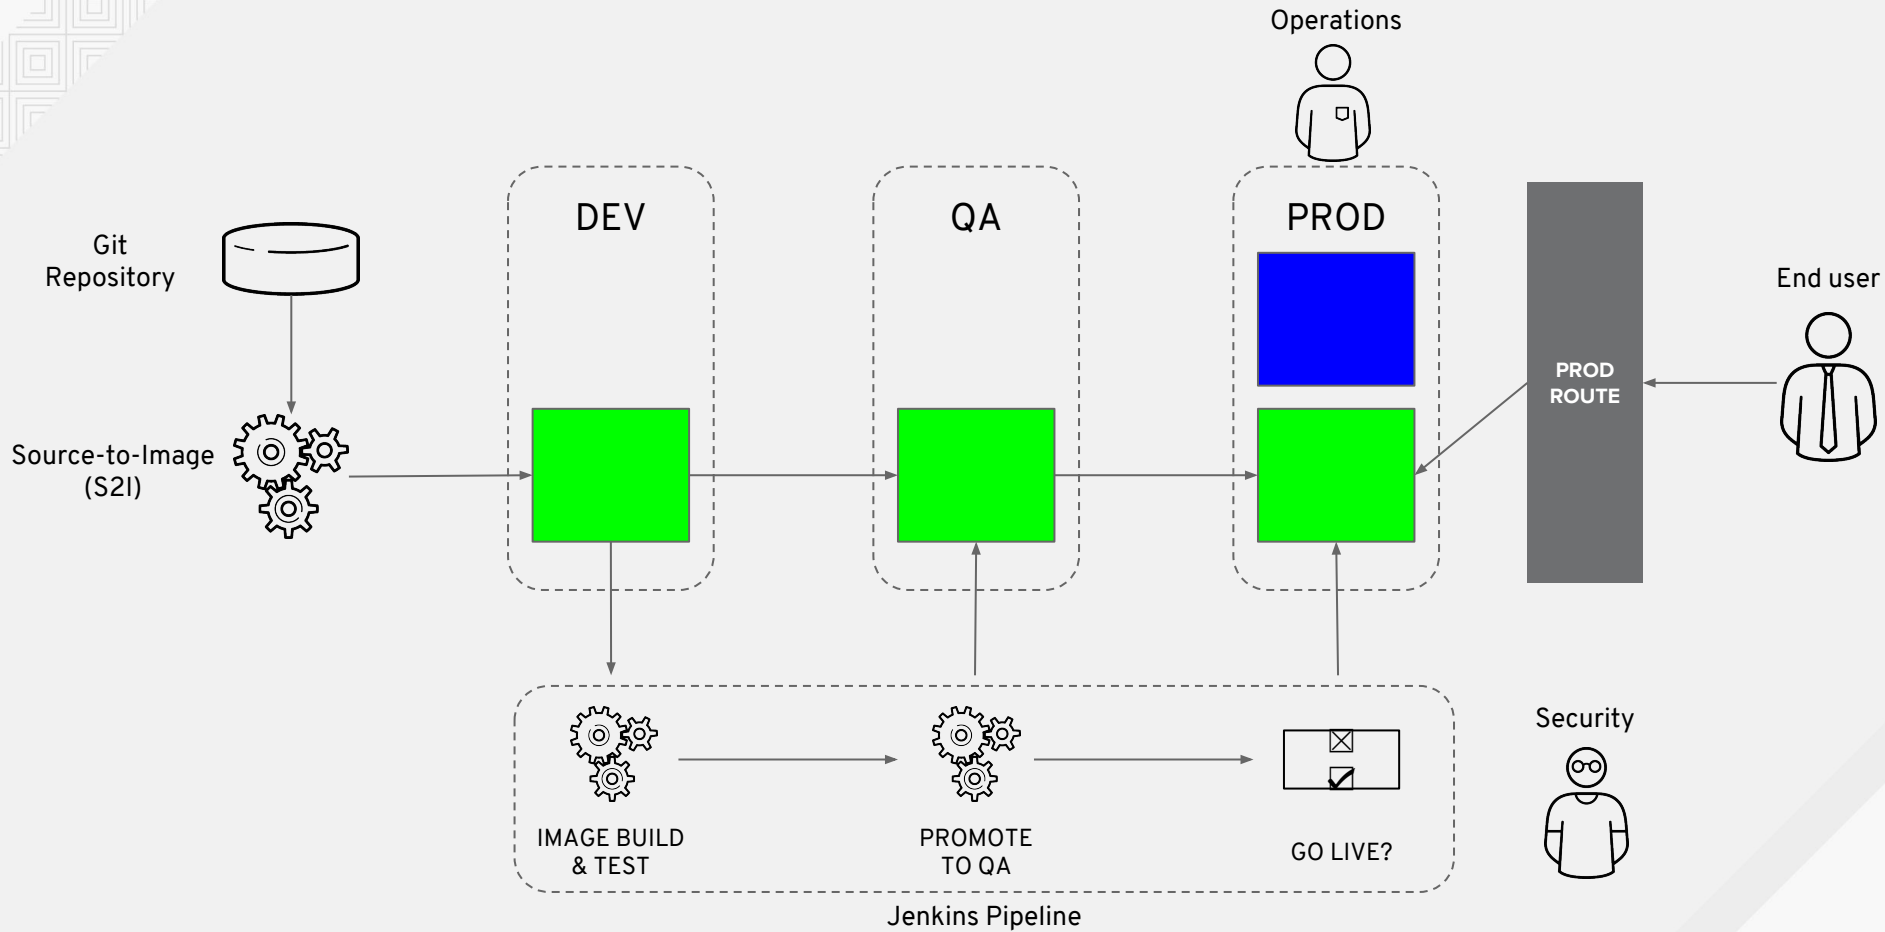 Operations
DEV
QA
PROD
Git
Repository
End user
PROD
ROUTE
Source-to-Image
(S2I)
Security
IMAGE BUILD
& TEST
PROMOTE
TO QA
GO LIVE?
Jenkins Pipeline